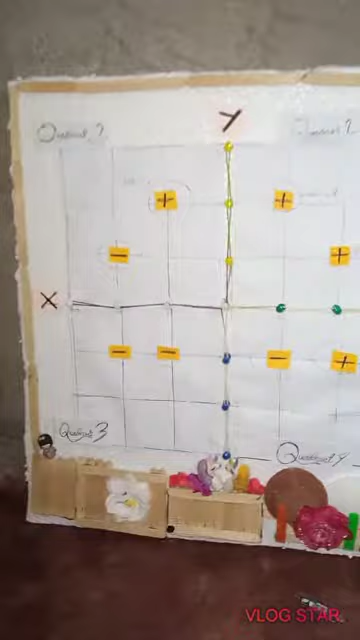 Y
Quadrant 2
+ +
− +
X
− − − +
Quadrant 3
Quadrant 4
VLOG STAR